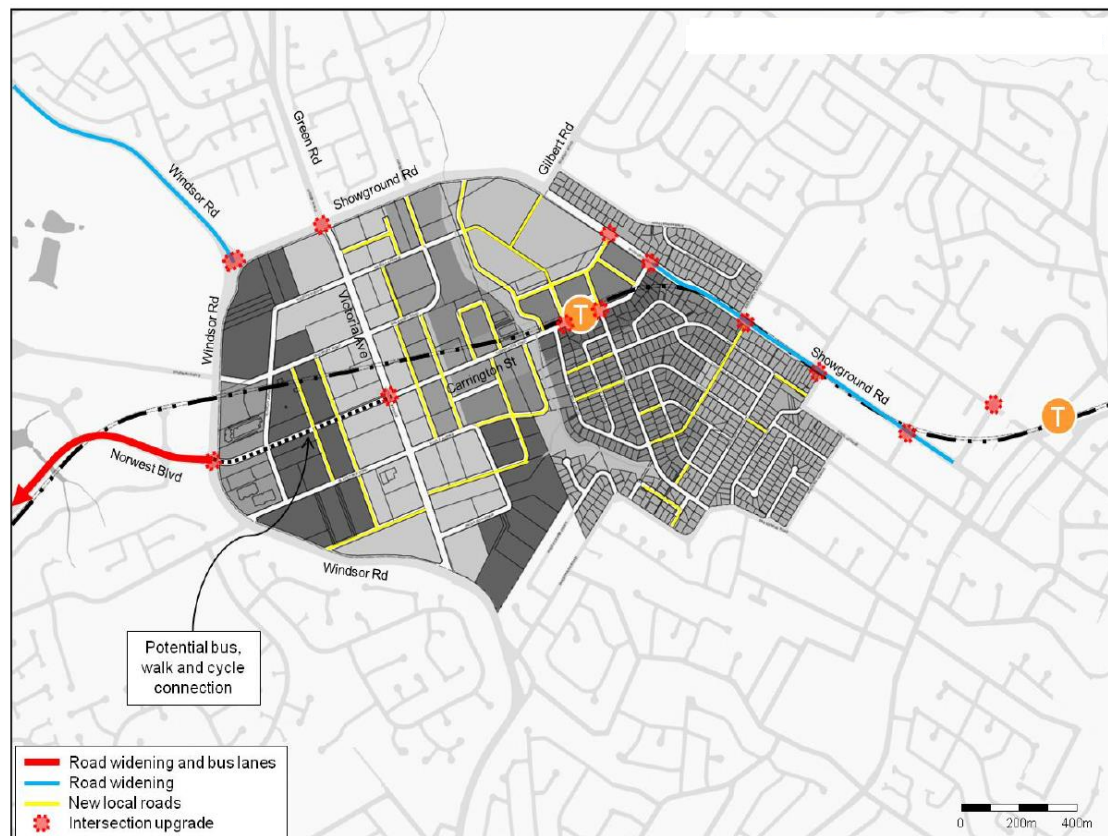 Green Rd
Gilbert Rd
Showground Rd
Windsor Rd
Windsor Rd
Victoria Ave
T
Carrington St
Showground Rd
T
Norwest Blvd
Windsor Rd
Potential bus,
walk and cycle
connection
Road widening and bus lanes
Road widening
New local roads
Intersection upgrade
0 200m 400m